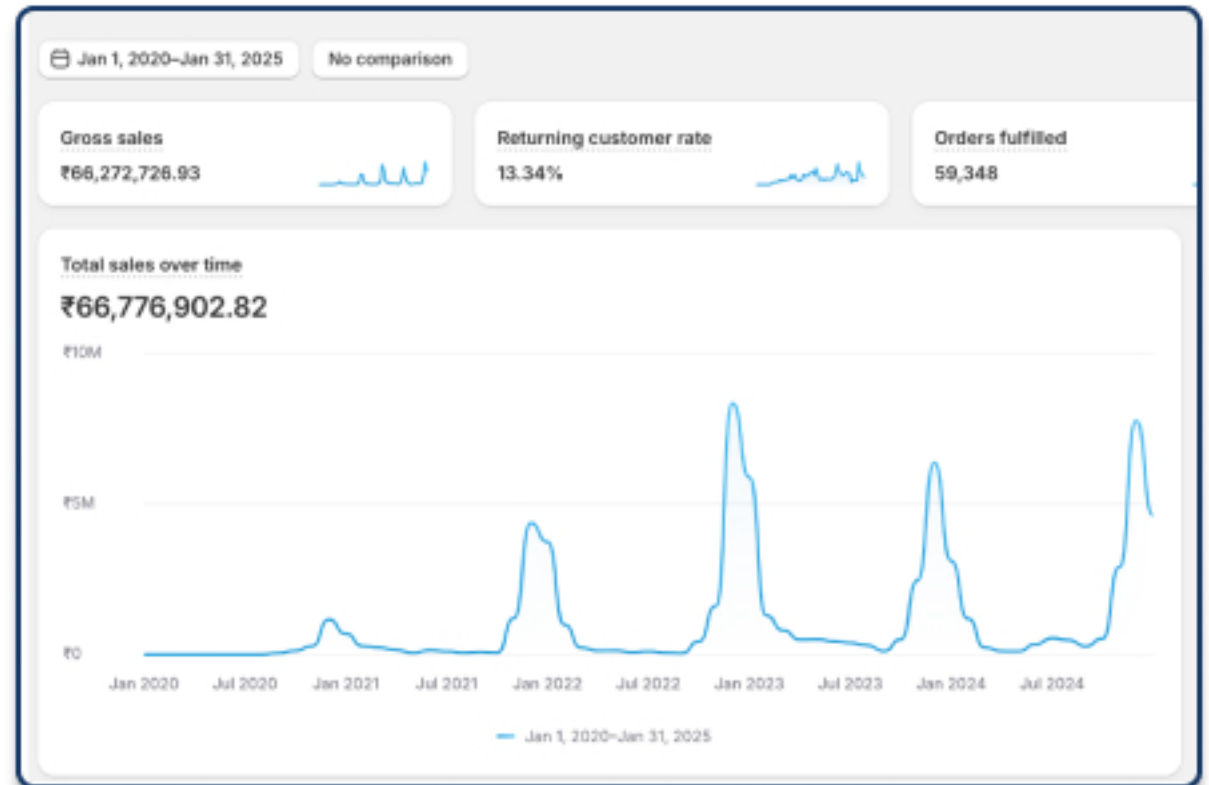 Jan 1, 2020–Jan 31, 2025 No comparison
Gross sales
₹66,272,726.93
Returning customer rate
13.34%
Orders fulfilled
59,348
Total sales over time
₹66,776,902.82
₹10M
₹5M
₹0
Jan 2020 Jul 2020 Jan 2021 Jul 2021 Jan 2022 Jul 2022 Jan 2023 Jul 2023 Jan 2024 Jul 2024
Jan 1, 2020–Jan 31, 2025